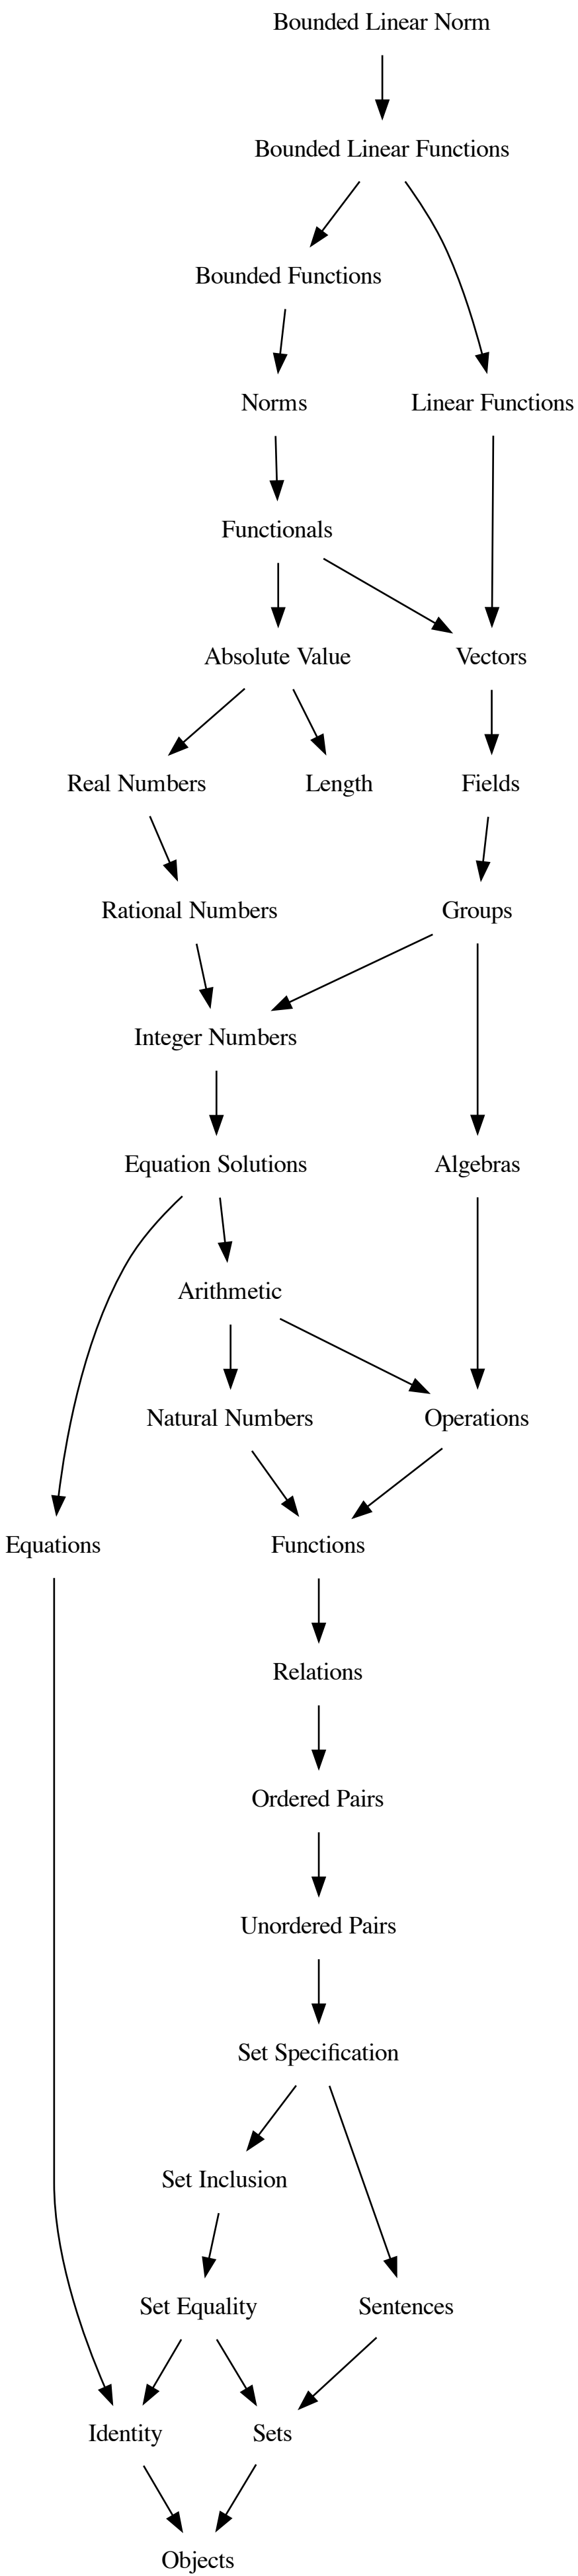 Bounded Linear Norm
Bounded Linear Functions
Bounded Functions
Norms
Linear Functions
Functionals
Absolute Value
Vectors
Real Numbers
Length
Fields
Rational Numbers
Groups
Integer Numbers
Equation Solutions
Algebras
Arithmetic
Natural Numbers
Operations
Equations
Functions
Relations
Ordered Pairs
Unordered Pairs
Set Specification
Set Inclusion
Set Equality
Sentences
Identity
Sets
Objects